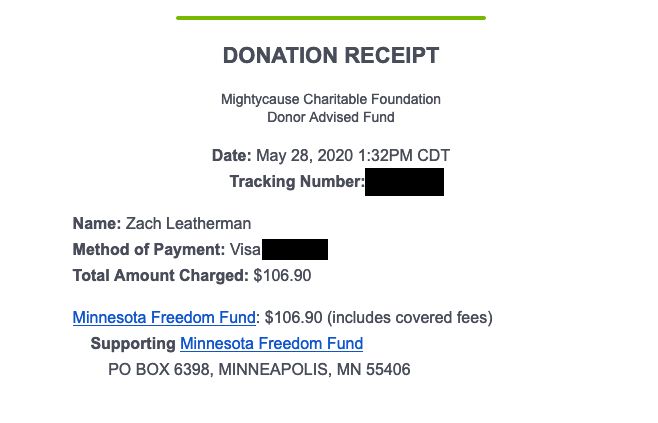 DONATION RECEIPT
Mightycause Charitable Foundation
Donor Advised Fund
Date: May 28, 2020 1:32PM CDT
Tracking Number:
Name: Zach Leatherman
Method of Payment: Visa
Total Amount Charged: $106.90
Minnesota Freedom Fund: $106.90 (includes covered fees)
Supporting Minnesota Freedom Fund
PO BOX 6398, MINNEAPOLIS, MN 55406